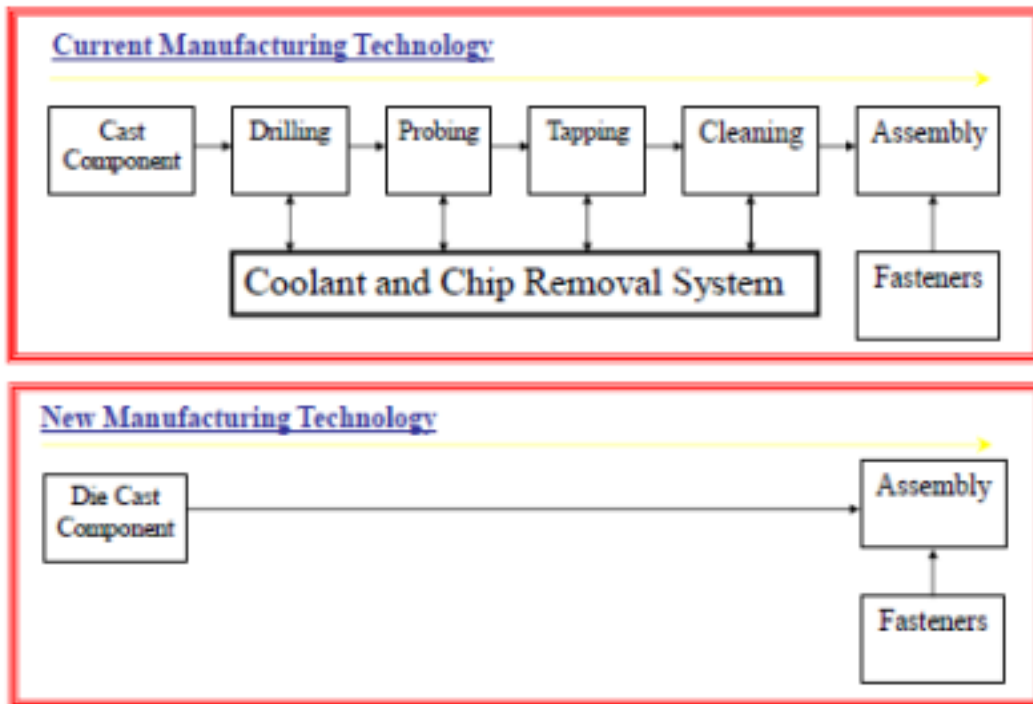 Current Manufacturing Technology
Cast
Component
Drilling
Probing
Tapping
Cleaning
Assembly
Coolant and Chip Removal System
Fasteners
New Manufacturing Technology
Die Cast
Component
Assembly
Fasteners